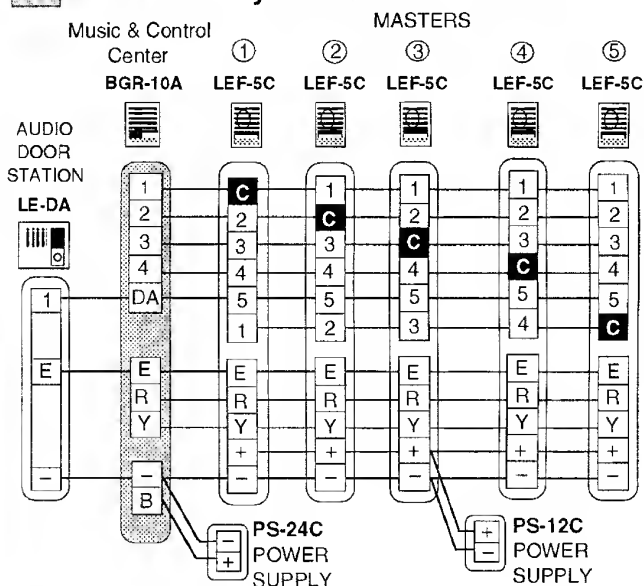 MASTERS
Music & Control
Center
BGR-10A
① ② ③ ④ ⑤
LEF-5C LEF-5C LEF-5C LEF-5C LEF-5C
AUDIO
DOOR
STATION
LE-DA
1 C 1 1 1 1
2 2 C 2 2 2
3 3 3 C 3 3
4 4 4 4 C 4
1 DA 5 5 5 5 5
1 2 3 4 C
E E E E E E E
R R R R R R
Y Y Y Y Y Y
+ + + + +
− − − − − − −
B
− PS-24C
+ POWER
SUPPLY
+ PS-12C
− POWER
SUPPLY